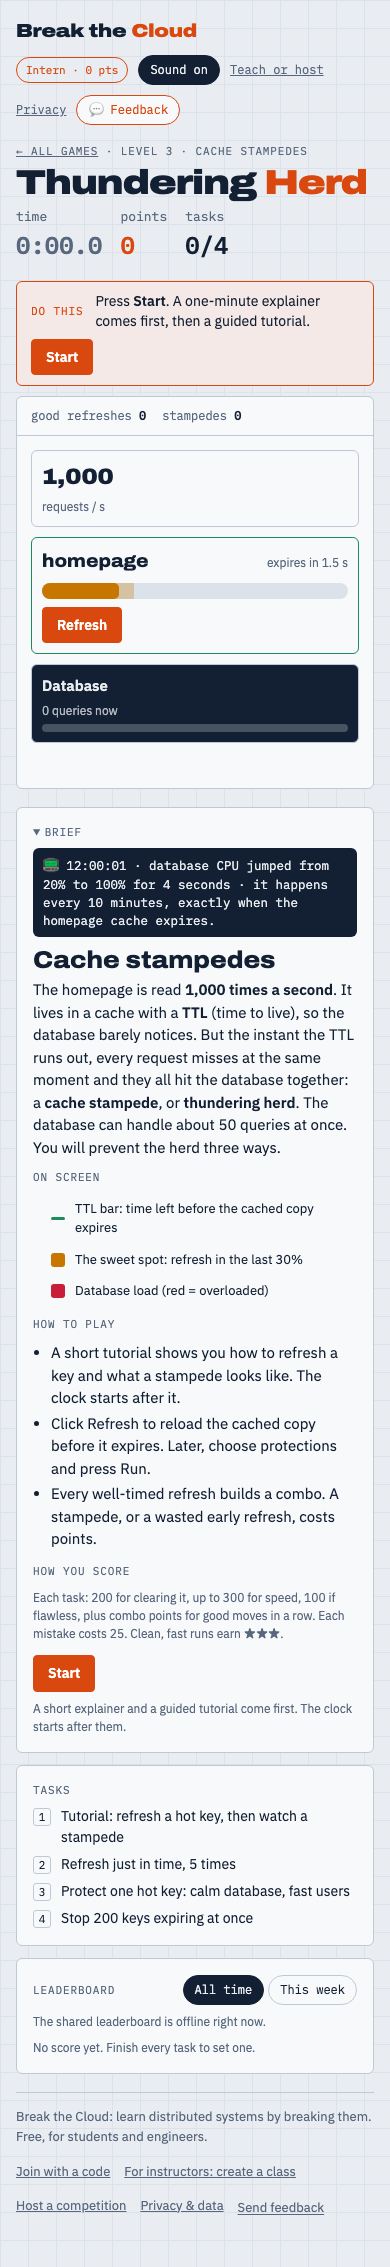 Break the Cloud
Intern · 0 pts
Sound on
Teach or host
Privacy
💬 Feedback
← ALL GAMES · LEVEL 3 · CACHE STAMPEDES
Thundering Herd
time points tasks
0:00.0 0 0/4
DO THIS
Press Start. A one-minute explainer
comes first, then a guided tutorial.
Start
good refreshes 0 stampedes 0
1,000
requests / s
homepage
expires in 1.5 s
Refresh
Database
0 queries now
▼ BRIEF
12:00:01 · database CPU jumped from
20% to 100% for 4 seconds · it happens
every 10 minutes, exactly when the
homepage cache expires.
Cache stampedes
The homepage is read 1,000 times a second. It
lives in a cache with a TTL (time to live), so the
database barely notices. But the instant the TTL
runs out, every request misses at the same
moment and they all hit the database together:
a cache stampede, or thundering herd. The
database can handle about 50 queries at once.
You will prevent the herd three ways.
ON SCREEN
TTL bar: time left before the cached copy
expires
The sweet spot: refresh in the last 30%
Database load (red = overloaded)
HOW TO PLAY
• A short tutorial shows you how to refresh a
key and what a stampede looks like. The
clock starts after it.
• Click Refresh to reload the cached copy
before it expires. Later, choose protections
and press Run.
• Every well-timed refresh builds a combo. A
stampede, or a wasted early refresh, costs
points.
HOW YOU SCORE
Each task: 200 for clearing it, up to 300 for speed, 100 if
flawless, plus combo points for good moves in a row. Each
mistake costs 25. Clean, fast runs earn ★★★.
Start
A short explainer and a guided tutorial come first. The clock
starts after them.
TASKS
1 Tutorial: refresh a hot key, then watch a
stampede
2 Refresh just in time, 5 times
3 Protect one hot key: calm database, fast users
4 Stop 200 keys expiring at once
LEADERBOARD
All time
This week
The shared leaderboard is offline right now.
No score yet. Finish every task to set one.
Break the Cloud: learn distributed systems by breaking them.
Free, for students and engineers.
Join with a code
For instructors: create a class
Host a competition
Privacy & data
Send feedback